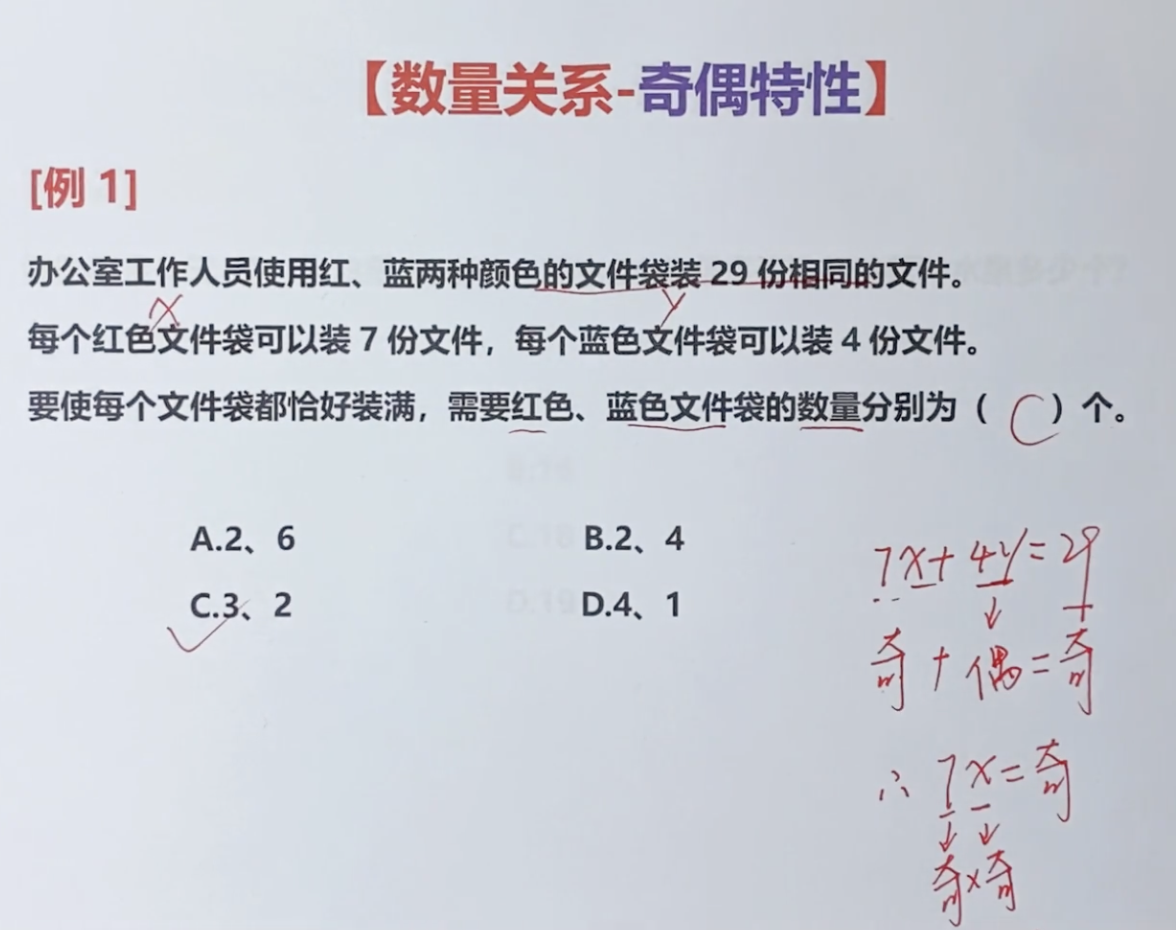 【数量关系-奇偶特性】
[例 1]
办公室工作人员使用红、蓝两种颜色的文件袋装 29 份相同的文件。
x y
每个红色文件袋可以装 7 份文件，每个蓝色文件袋可以装 4 份文件。
要使每个文件袋都恰好装满，需要红色、蓝色文件袋的数量分别为（ C ）个。
A.2、6 B.2、4
C.3、2 D.4、1
7x+4y=29
奇+偶=奇
∴ 7x=奇
奇×奇